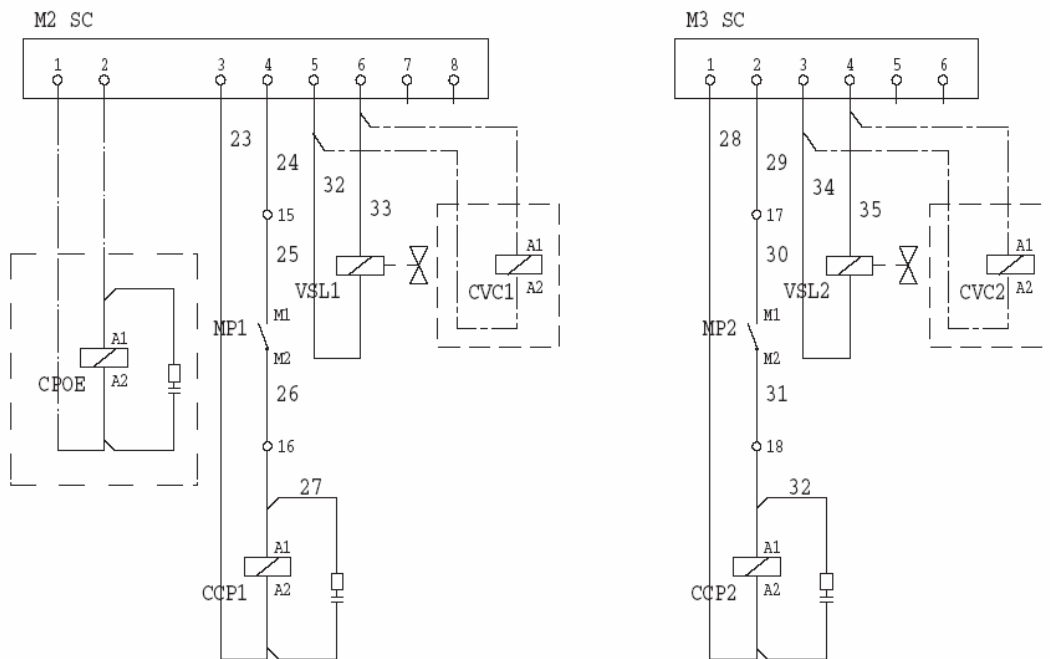 M2 SC
M3 SC
1 2 3 4 5 6 7 8
1 2 3 4 5 6
23
28
24
29
32
34
33
35
15
17
25
30
A1
A1
VSL1
CVC1
A2
VSL2
CVC2
A2
M1
M1
MP1
MP2
A1
M2
M2
CPOE
A2
26
31
16
18
27
32
A1
A1
CCP1
A2
CCP2
A2